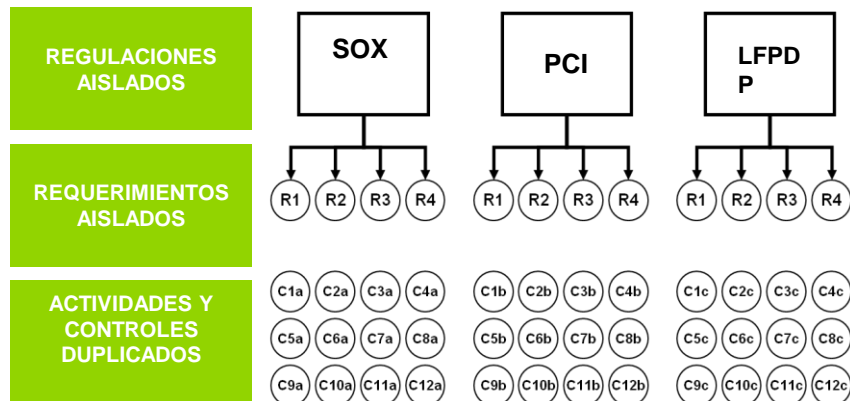 REGULACIONES
AISLADOS
SOX
PCI
LFPD
P
REQUERIMIENTOS
AISLADOS
R1 R2 R3 R4 R1 R2 R3 R4 R1 R2 R3 R4
ACTIVIDADES Y
CONTROLES
DUPLICADOS
C1a C2a C3a C4a C1b C2b C3b C4b C1c C2c C3c C4c
C5a C6a C7a C8a C5b C6b C7b C8b C5c C6c C7c C8c
C9a C10a C11a C12a C9b C10b C11b C12b C9c C10c C11c C12c